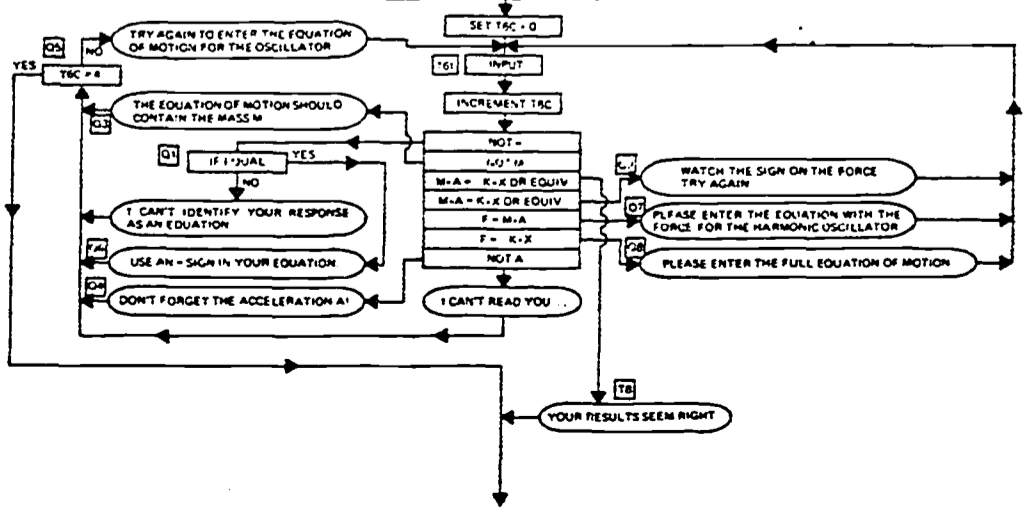 SET T6C = 0
Q5
NO
TRY AGAIN TO ENTER THE EQUATION
OF MOTION FOR THE OSCILLATOR
YES
T6C = 4
T61
INPUT
INCREMENT T6C
THE EQUATION OF MOTION SHOULD
CONTAIN THE MASS M
Q3
NOT =
NOT M
M*A = K*X OR EQUIV
M*A = K*X OR EQUIV
F = M*A
F = K*X
NOT A
Q1
IF EQUAL
YES
NO
WATCH THE SIGN ON THE FORCE
TRY AGAIN
Q7
PLEASE ENTER THE EQUATION WITH THE
FORCE FOR THE HARMONIC OSCILLATOR
I CAN'T IDENTIFY YOUR RESPONSE
AS AN EQUATION
Q8
PLEASE ENTER THE FULL EQUATION OF MOTION
USE AN = SIGN IN YOUR EQUATION
DON'T FORGET THE ACCELERATION A!
I CAN'T READ YOU . . .
T8
YOUR RESULTS SEEM RIGHT